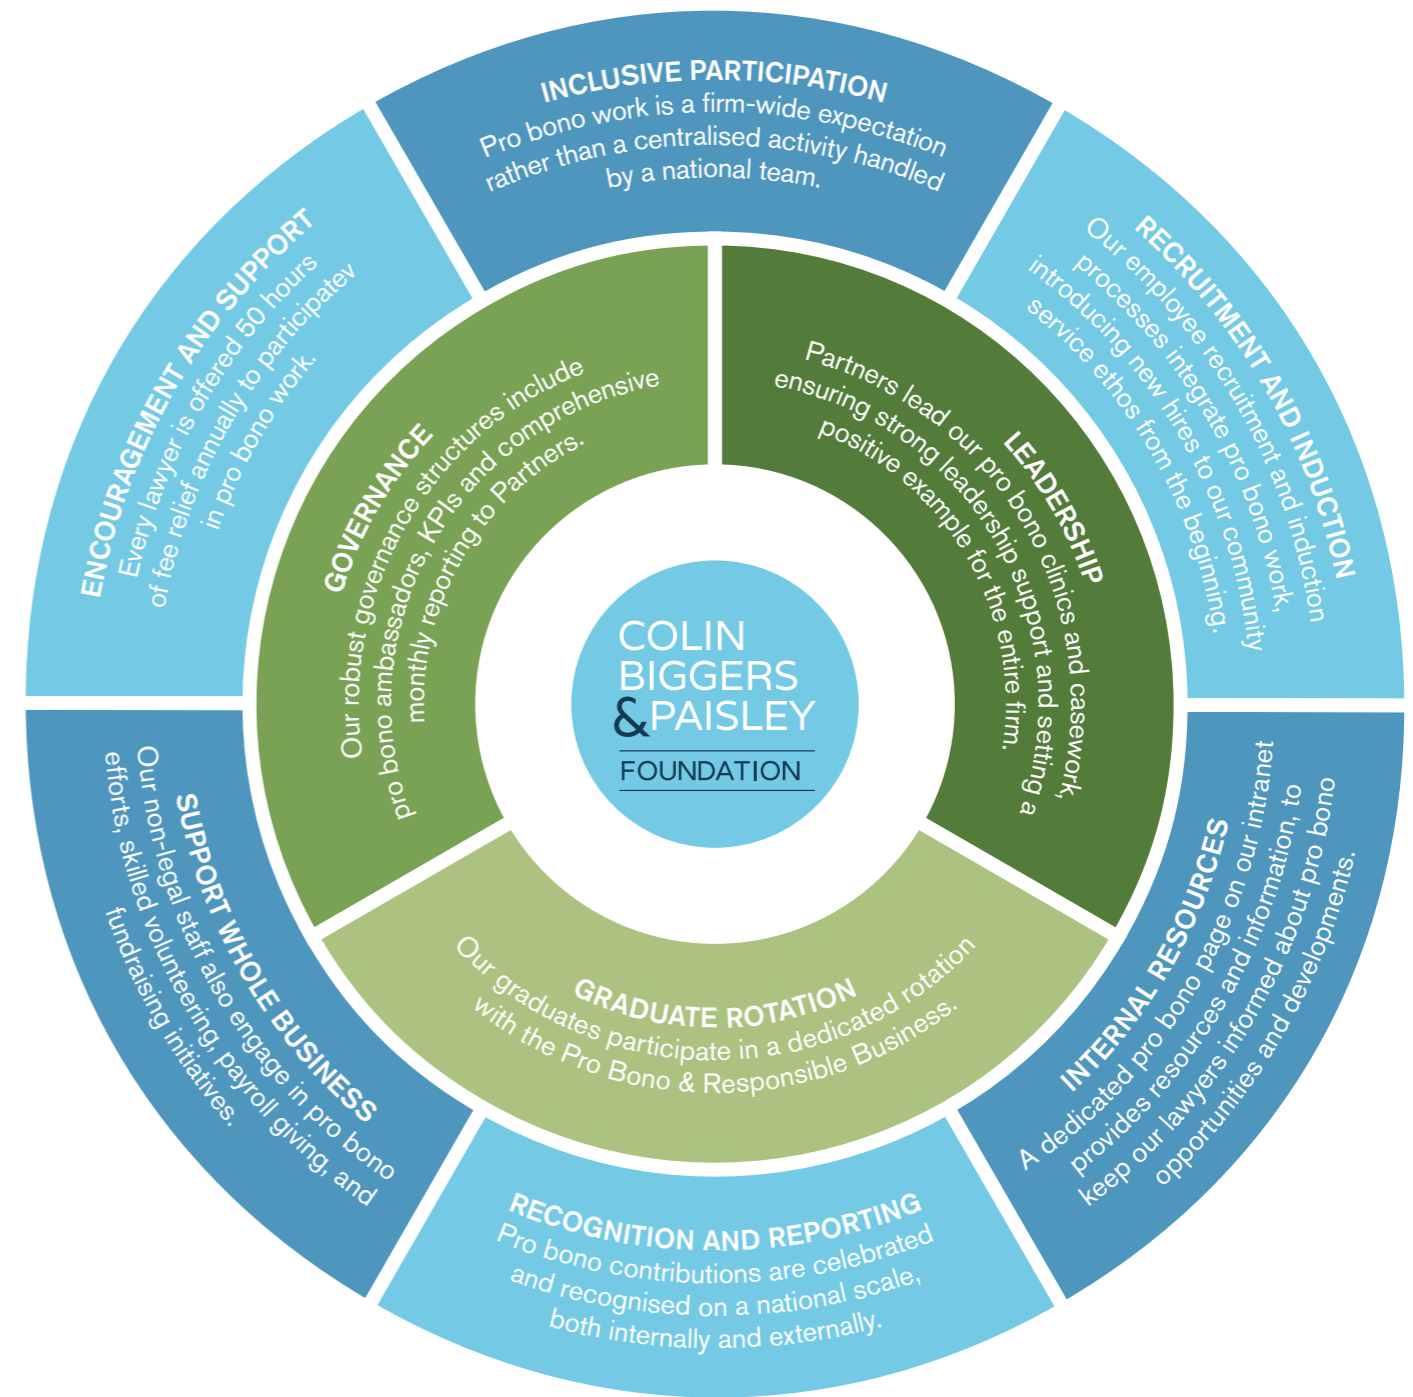 INCLUSIVE PARTICIPATION
Pro bono work is a firm-wide expectation
rather than a centralised activity handled
by a national team.
RECRUITMENT AND INDUCTION
Our employee recruitment and induction
processes integrate pro bono work,
introducing new hires to our community
service ethos from the beginning.
INTERNAL RESOURCES
A dedicated pro bono page on our intranet
provides resources and information, to
keep our lawyers informed about pro bono
opportunities and developments.
RECOGNITION AND REPORTING
Pro bono contributions are celebrated
and recognised on a national scale,
both internally and externally.
SUPPORT WHOLE BUSINESS
Our non-legal staff also engage in pro bono
efforts, skilled volunteering, payroll giving, and
fundraising initiatives.
ENCOURAGEMENT AND SUPPORT
Every lawyer is offered 50 hours
of fee relief annually to participatev
in pro bono work.
GOVERNANCE
Our robust governance structures include
pro bono ambassadors, KPIs and comprehensive
monthly reporting to Partners.
LEADERSHIP
Partners lead our pro bono clinics and casework,
ensuring strong leadership support and setting a
positive example for the entire firm.
GRADUATE ROTATION
Our graduates participate in a dedicated rotation
with the Pro Bono & Responsible Business.
COLIN
BIGGERS
&PAISLEY
FOUNDATION